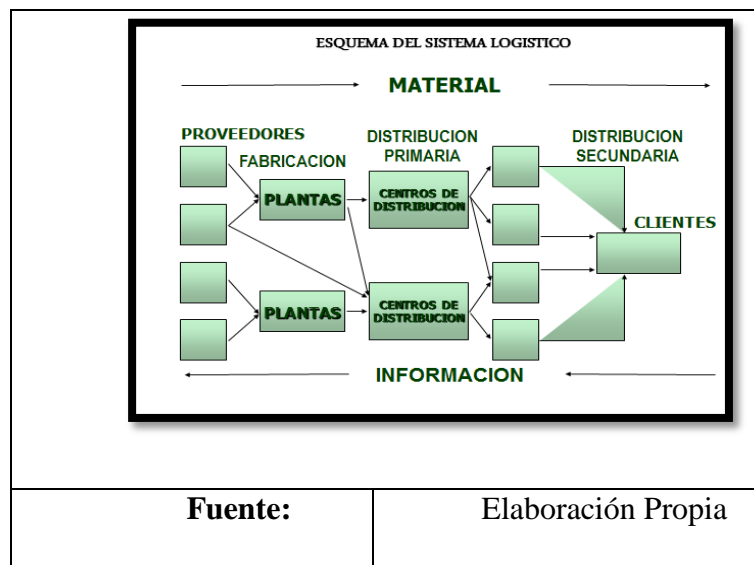 ESQUEMA DEL SISTEMA LOGISTICO
MATERIAL
PROVEEDORES
FABRICACION
DISTRIBUCION
PRIMARIA
DISTRIBUCION
SECUNDARIA
PLANTAS
CENTROS DE
DISTRIBUCION
CLIENTES
PLANTAS
CENTROS DE
DISTRIBUCION
INFORMACION
Fuente:
Elaboración Propia